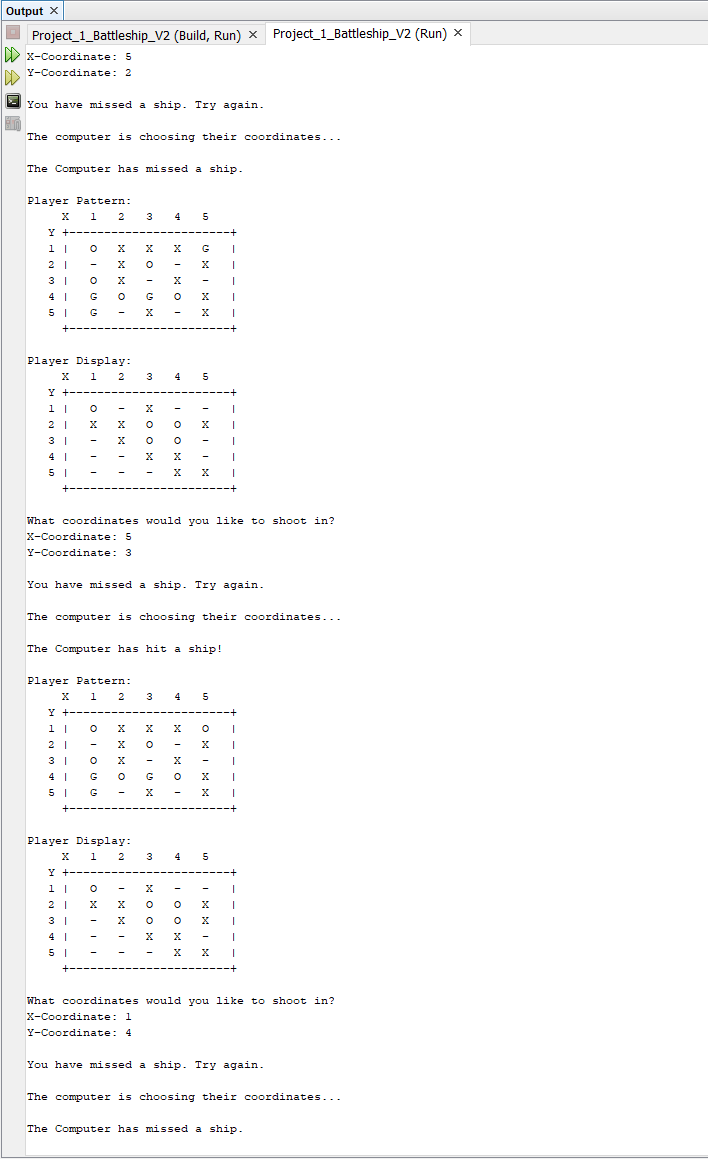 Output
Project_1_Battleship_V2 (Build, Run) Project_1_Battleship_V2 (Run)
X-Coordinate: 5
Y-Coordinate: 2
You have missed a ship. Try again.
The computer is choosing their coordinates...
The Computer has missed a ship.
Player Pattern:
X 1 2 3 4 5
Y +-----------------------+
1 | O X X X G |
2 | - X O - X |
3 | O X - X - |
4 | G O G O X |
5 | G - X - X |
+-----------------------+
Player Display:
X 1 2 3 4 5
Y +-----------------------+
1 | O - X - - |
2 | X X O O X |
3 | - X O O - |
4 | - - X X - |
5 | - - - X X |
+-----------------------+
What coordinates would you like to shoot in?
X-Coordinate: 5
Y-Coordinate: 3
You have missed a ship. Try again.
The computer is choosing their coordinates...
The Computer has hit a ship!
Player Pattern:
X 1 2 3 4 5
Y +-----------------------+
1 | O X X X O |
2 | - X O - X |
3 | O X - X - |
4 | G O G O X |
5 | G - X - X |
+-----------------------+
Player Display:
X 1 2 3 4 5
Y +-----------------------+
1 | O - X - - |
2 | X X O O X |
3 | - X O O X |
4 | - - X X - |
5 | - - - X X |
+-----------------------+
What coordinates would you like to shoot in?
X-Coordinate: 1
Y-Coordinate: 4
You have missed a ship. Try again.
The computer is choosing their coordinates...
The Computer has missed a ship.